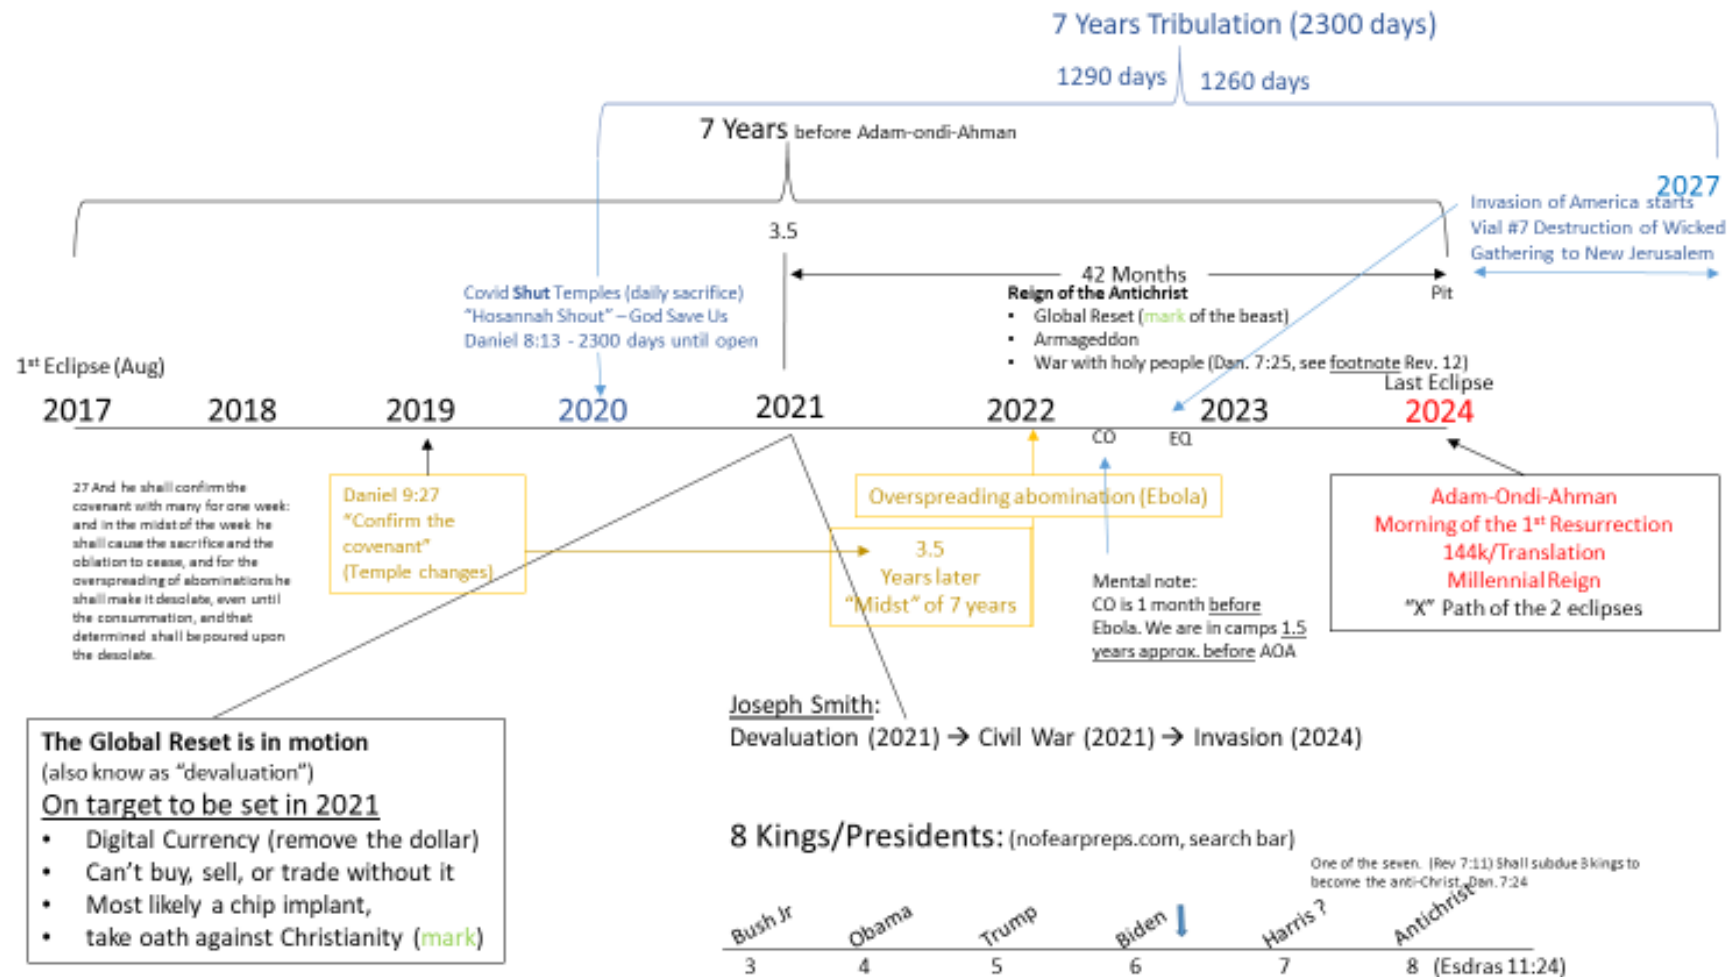 7 Years Tribulation (2300 days)
1290 days
1260 days
7 Years before Adam-ondi-Ahman
2027
Invasion of America starts
Vial #7 Destruction of Wicked
Gathering to New Jerusalem
3.5
42 Months
Pit
Reign of the Antichrist
• Global Reset (mark of the beast)
• Armageddon
• War with holy people (Dan. 7:25, see footnote Rev. 12)
Covid Shut Temples (daily sacrifice)
"Hosannah Shout" – God Save Us
Daniel 8:13 - 2300 days until open
1st Eclipse (Aug)
Last Eclipse
2017
2018
2019
2020
2021
2022
2023
2024
CO
EQ
27 And he shall confirm the
covenant with many for one week:
and in the midst of the week he
shall cause the sacrifice and the
oblation to cease, and for the
overspreading of abominations he
shall make it desolate, even until
the consummation, and that
determined shall be poured upon
the desolate.
Daniel 9:27
"Confirm the
covenant"
(Temple changes)
Overspreading abomination (Ebola)
3.5
Years later
"Midst" of 7 years
Mental note:
CO is 1 month before
Ebola. We are in camps 1.5
years approx. before AOA
Adam-Ondi-Ahman
Morning of the 1st Resurrection
144k/Translation
Millennial Reign
"X" Path of the 2 eclipses
The Global Reset is in motion
(also know as "devaluation")
On target to be set in 2021
• Digital Currency (remove the dollar)
• Can't buy, sell, or trade without it
• Most likely a chip implant,
• take oath against Christianity (mark)
Joseph Smith:
Devaluation (2021) → Civil War (2021) → Invasion (2024)
8 Kings/Presidents: (nofearpreps.com, search bar)
One of the seven. (Rev 7:11) Shall subdue 3 kings to
become the anti-Christ. Dan. 7:24
Bush Jr
Obama
Trump
Biden
Harris ?
Antichrist
3
4
5
6
7
8 (Esdras 11:24)